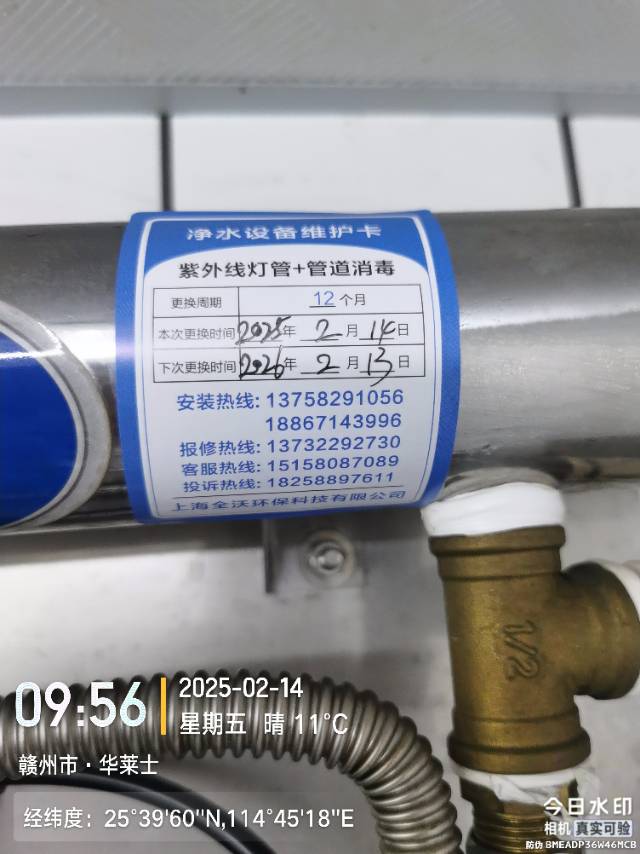 净水设备维护卡
紫外线灯管+管道消毒
更换周期 12个月
本次更换时间 2025年 2月 14日
下次更换时间 2026年 2月 13日
安装热线: 13758291056
18867143996
报修热线: 13732292730
客服热线: 15158087089
投诉热线: 18258897611
上海全沃环保科技有限公司
1/2
09:56 2025-02-14
星期五 晴 11°C
赣州市·华莱士
经纬度: 25°39'60"N,114°45'18"E
今日水印
相机 真实可验
防伪 BMEADP36W46MCB